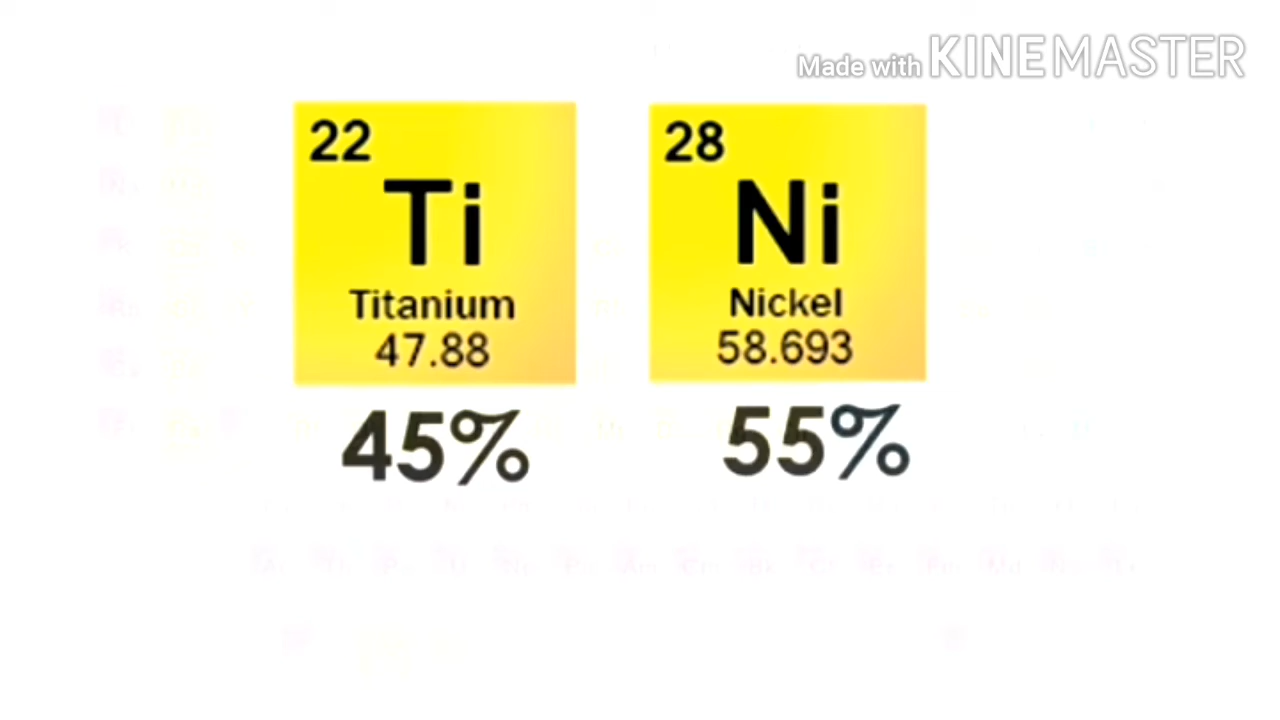 Made with KINEMASTER
22
Ti
Titanium
47.88
45%
28
Ni
Nickel
58.693
55%